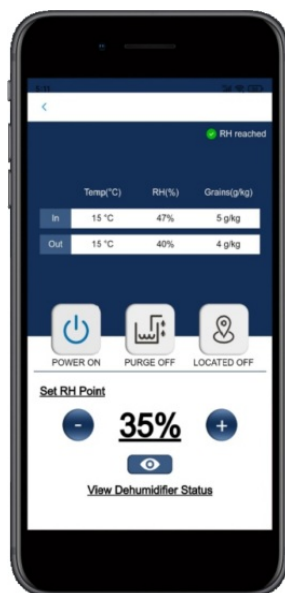 RH reached
Temp(°C) RH(%) Grains(g/kg)
In 15 °C 47% 5 g/kg
Out 15 °C 40% 4 g/kg
POWER ON PURGE OFF LOCATED OFF
Set RH Point
- 35% +
View Dehumidifier Status